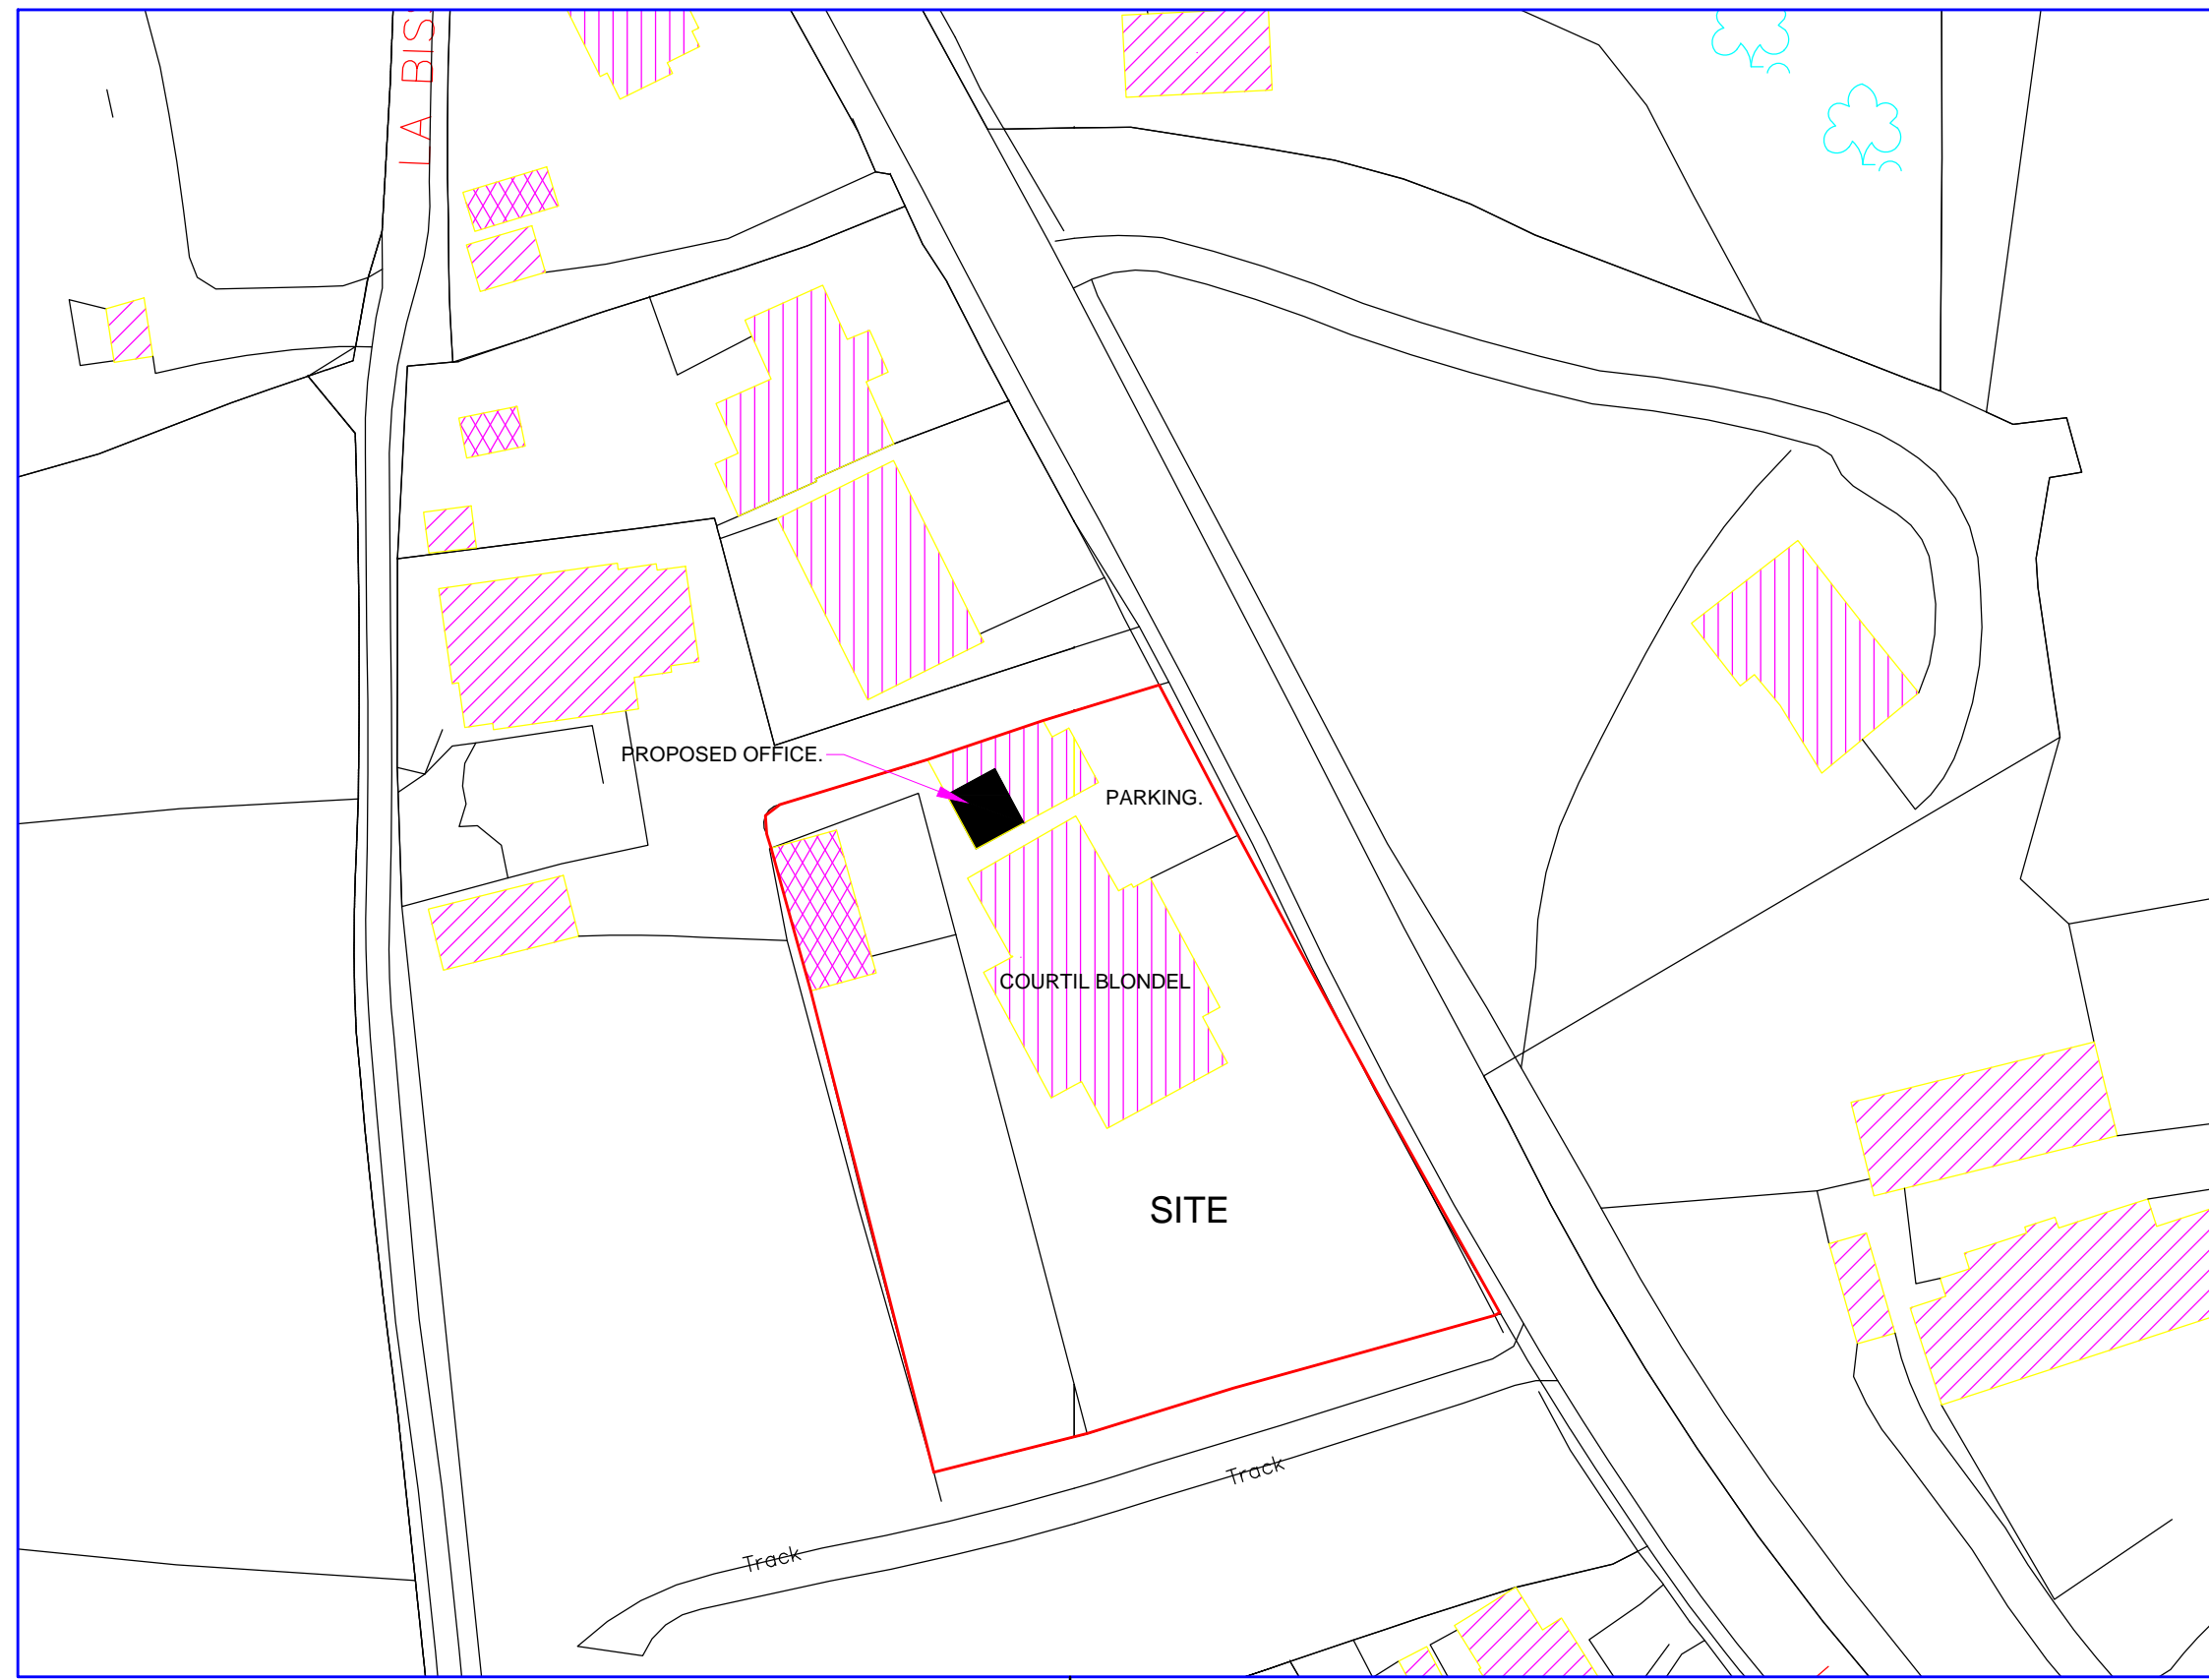 LA BIS
PROPOSED OFFICE.
PARKING.
COURTIL BLONDEL
SITE
Track
Track